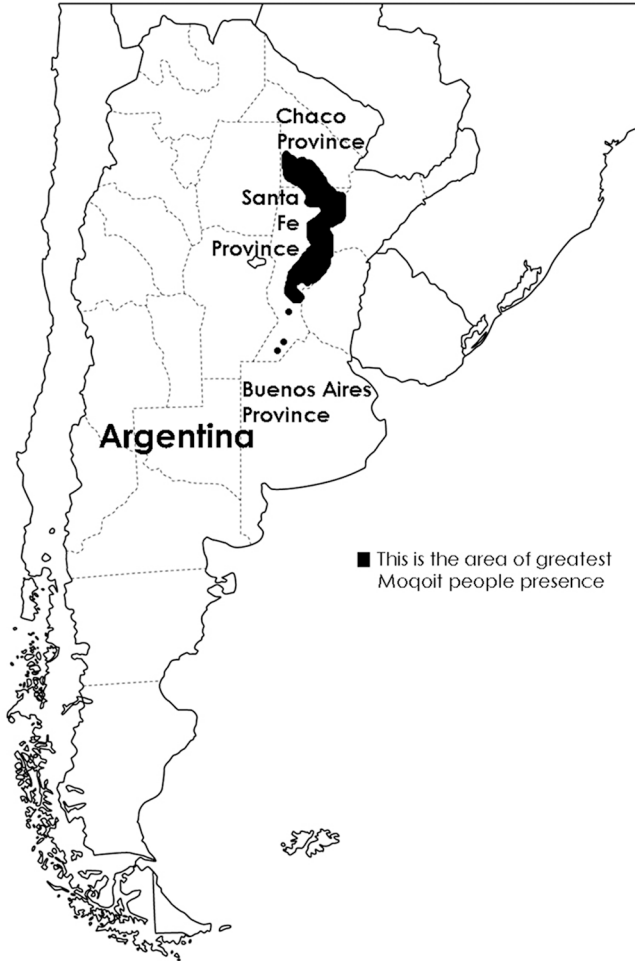 Chaco
Province
Santa
Fe
Province
Buenos Aires
Province
Argentina
This is the area of greatest
Moqoit people presence